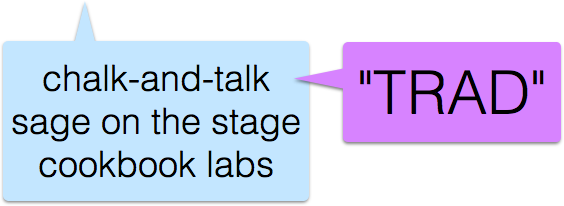 chalk-and-talk
sage on the stage
cookbook labs
"TRAD"